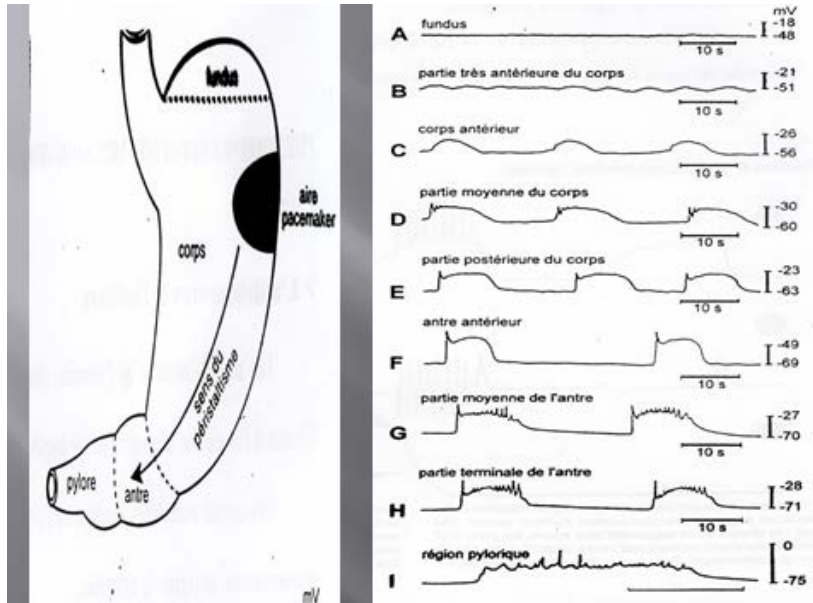 fundus
aire
pacemaker
corps
sens du
péristaltisme
pylore
antre
mV
mV
A
fundus
-18
-48
10 s
B
partie très antérieure du corps
-21
-51
10 s
C
corps antérieur
-26
-56
10 s
D
partie moyenne du corps
-30
-60
10 s
E
partie postérieure du corps
-23
-63
10 s
F
antre antérieur
-49
-69
10 s
G
partie moyenne de l'antre
-27
-70
10 s
H
partie terminale de l'antre
-28
-71
10 s
I
région pylorique
0
-75